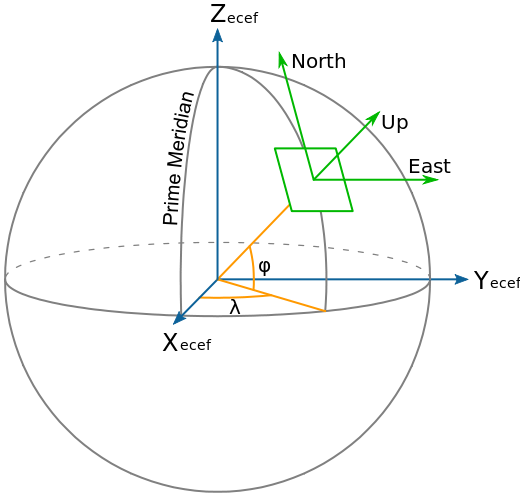 Zecef
North
Up
Prime Meridian
East
φ
Yecef
λ
Xecef